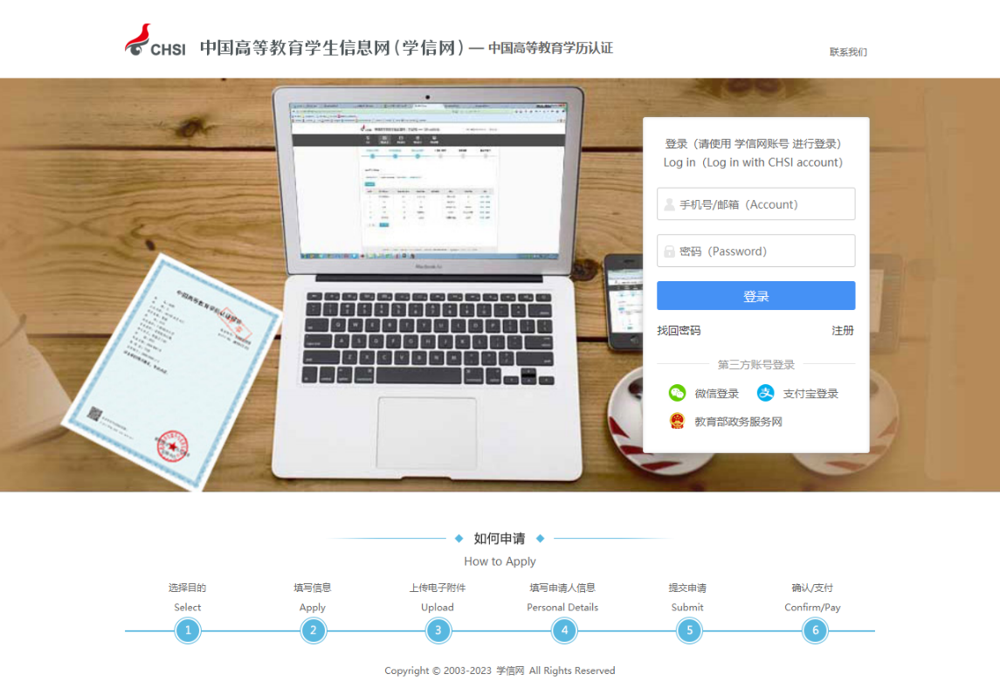 CHSI 中国高等教育学生信息网(学信网) — 中国高等教育学历认证
联系我们
登录（请使用 学信网账号 进行登录）
Log in（Log in with CHSI account）
手机号/邮箱（Account）
密码（Password）
登录
找回密码 注册
第三方账号登录
微信登录 支付宝登录
教育部政务服务网
如何申请
How to Apply
选择目的 填写信息 上传电子附件 填写申请人信息 提交申请 确认/支付
Select Apply Upload Personal Details Submit Confirm/Pay
1 2 3 4 5 6
Copyright © 2003-2023 学信网 All Rights Reserved